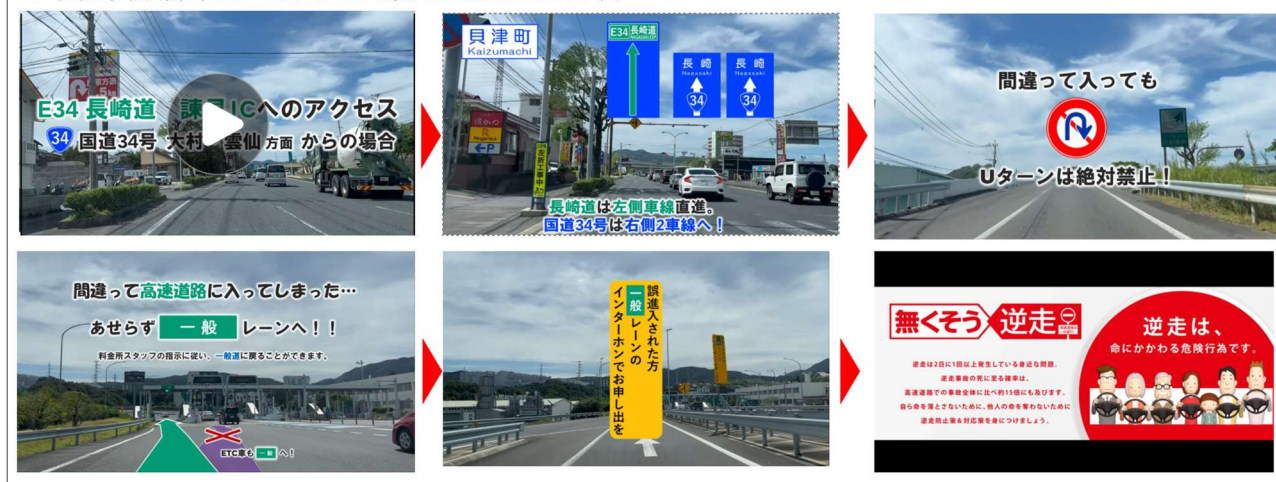 E34 長崎道 諫早ICへのアクセス
34 国道34号 大村 雲仙 方面 からの場合
貝津町
Kaizumachi
E34 長崎道
NAGASAKI EXP.
長崎
Nagasaki
34
長崎
Nagasaki
34
左折工事中
長崎道は左側車線直進。
国道34号は右側2車線へ!
間違って入っても
Uターンは絶対禁止!
間違って高速道路に入ってしまった…
あせらず 一般 レーンへ!!
料金所スタッフの指示に従い、一般道に戻ることができます。
ETC車も 一般 へ!
誤進入された方
一般レーンの
インターホンでお申し出を
無くそう 逆走
逆走は2日に1回以上発生している身近な問題。
逆走事故の死に至る確率は、
高速道路での事故全体に比べ約15倍にも及びます。
自ら命を落とさないために、他人の命を奪わないために
逆走防止策&対応策を身につけましょう。
逆走は、
命にかかわる危険行為です。